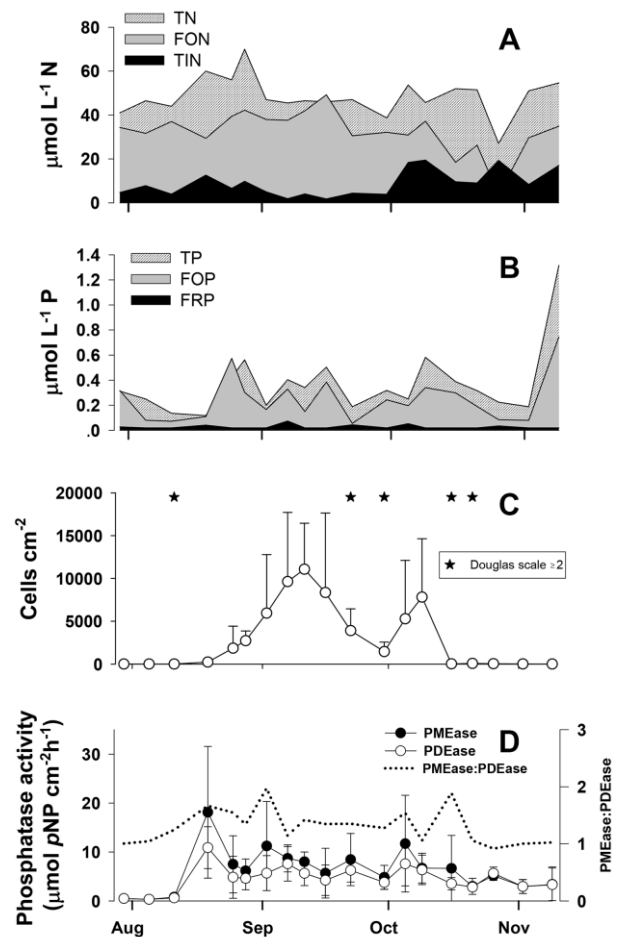 TN
FON
TIN
A
80
60
40
20
0
μmol L⁻¹ N
TP
FOP
FRP
B
1.4
1.2
1.0
0.8
0.6
0.4
0.2
.0
μmol L⁻¹ P
C
20000
15000
10000
5000
0
Cells cm⁻²
★ Douglas scale ≥2
D
PMEase
PDEase
PMEase:PDEase
30
20
10
0
Phosphatase activity
(μmol pNP cm⁻²h⁻¹)
3
2
1
0
PMEase:PDEase
Aug Sep Oct Nov